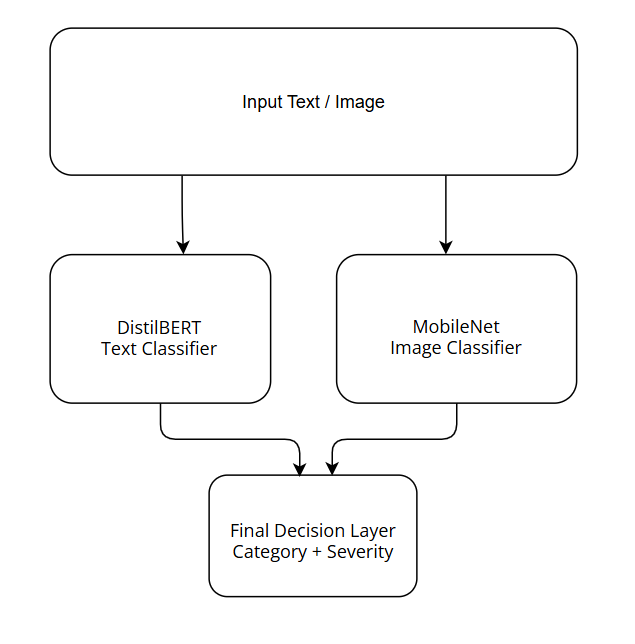 Input Text / Image
DistilBERT
Text Classifier
MobileNet
Image Classifier
Final Decision Layer
Category + Severity